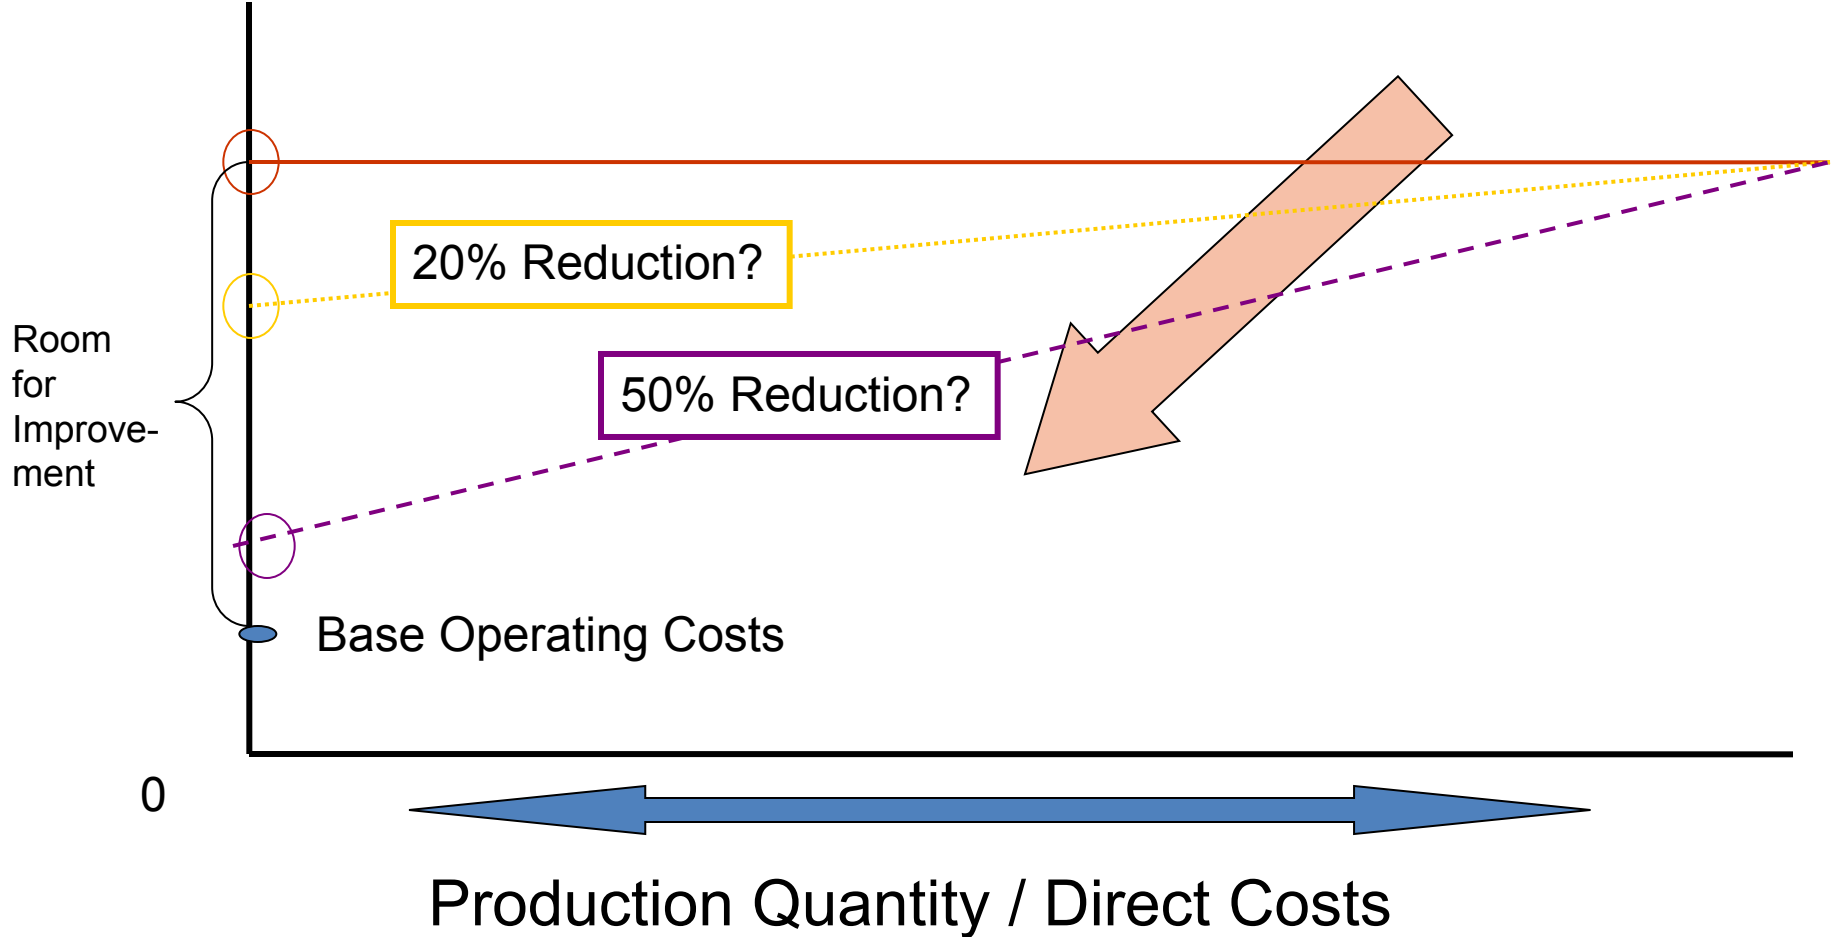 20% Reduction?
Room
for
Improve-
ment
50% Reduction?
Base Operating Costs
0
Production Quantity / Direct Costs